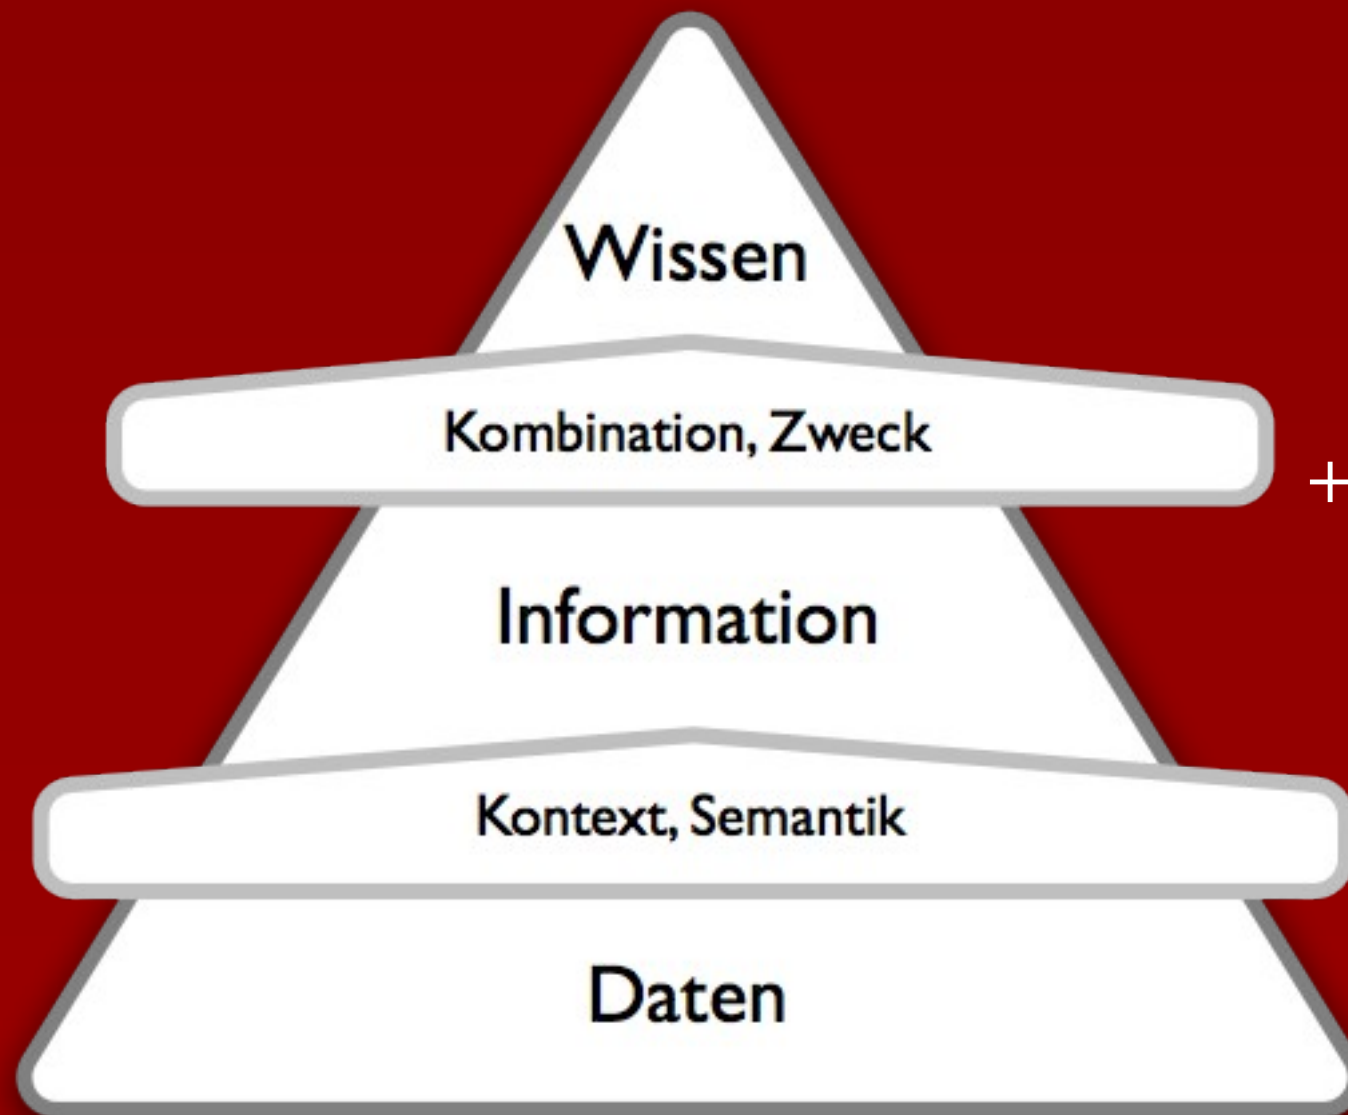 Wissen
Kombination, Zweck
Information
Kontext, Semantik
Daten